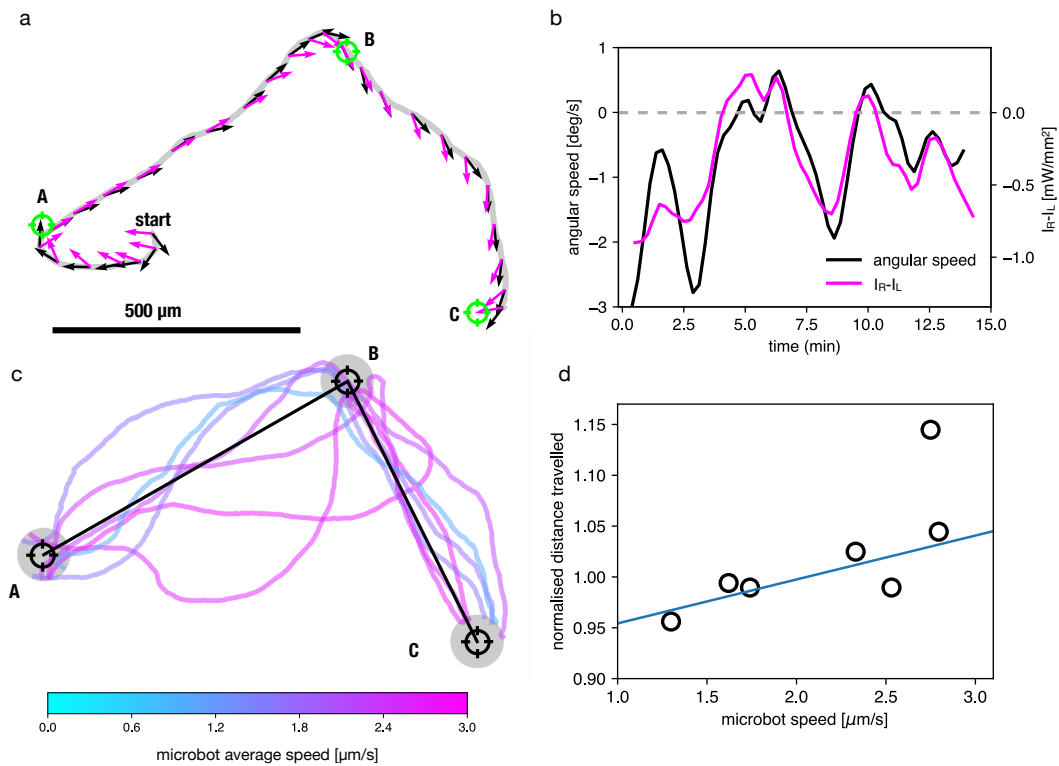 a
B
A
start
C
500 µm
b
1
0
−1
−2
−3
angular speed [deg/s]
0.0
−0.5
−1.0
I_R-I_L [mW/mm²]
angular speed
I_R-I_L
0.0
2.5
5.0
7.5
10.0
12.5
15.0
time (min)
c
B
A
C
0.0
0.6
1.2
1.8
2.4
3.0
microbot average speed [µm/s]
d
1.15
1.10
1.05
1.00
0.95
0.90
normalised distance travelled
1.0
1.5
2.0
2.5
3.0
microbot speed [µm/s]